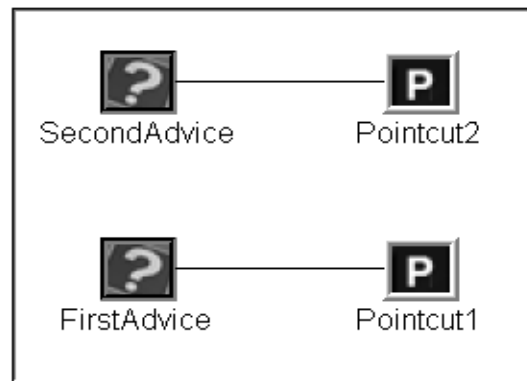 ? P
SecondAdvice Pointcut2
? P
FirstAdvice Pointcut1